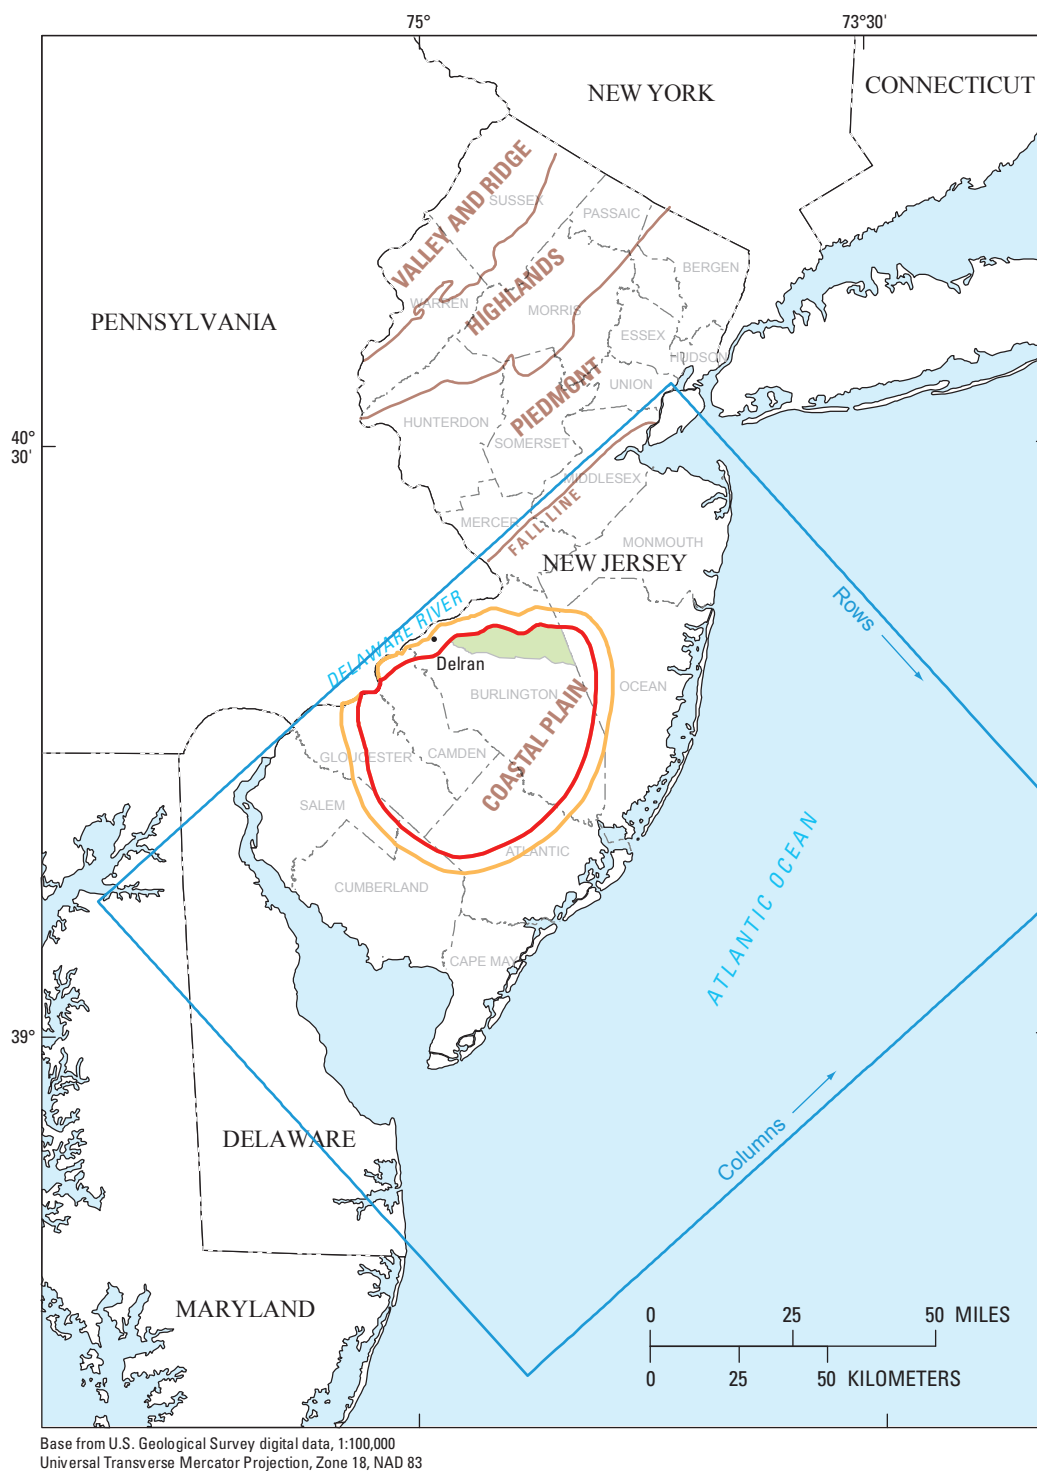 75°
73°30'
NEW YORK
CONNECTICUT
VALLEY AND RIDGE
SUSSEX
PASSAIC
HIGHLANDS
BERGEN
WARREN
MORRIS
PENNSYLVANIA
ESSEX
HUDSON
PIEDMONT
UNION
HUNTERDON
40°
30'
SOMERSET
MIDDLESEX
MERCER
FALL LINE
MONMOUTH
NEW JERSEY
Rows
DELAWARE RIVER
Delran
BURLINGTON
OCEAN
COASTAL PLAIN
GLOUCESTER
CAMDEN
SALEM
ATLANTIC
CUMBERLAND
ATLANTIC OCEAN
CAPE MAY
39°
DELAWARE
Columns
MARYLAND
0 25 50 MILES
0 25 50 KILOMETERS
Base from U.S. Geological Survey digital data, 1:100,000
Universal Transverse Mercator Projection, Zone 18, NAD 83